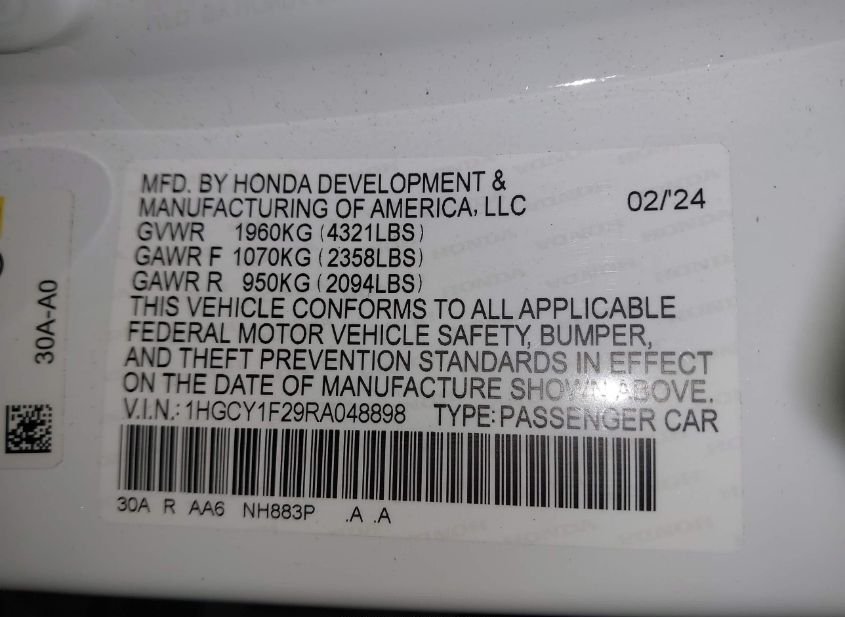 MFD. BY HONDA DEVELOPMENT &
MANUFACTURING OF AMERICA, LLC 02/'24
GVWR 1960KG (4321LBS)
GAWR F 1070KG (2358LBS)
GAWR R 950KG (2094LBS)
THIS VEHICLE CONFORMS TO ALL APPLICABLE
FEDERAL MOTOR VEHICLE SAFETY, BUMPER,
AND THEFT PREVENTION STANDARDS IN EFFECT
ON THE DATE OF MANUFACTURE SHOWN ABOVE.
V.I.N.: 1HGCY1F29RA048898 TYPE: PASSENGER CAR
30A R AA6 NH883P .A .A
30A-A0